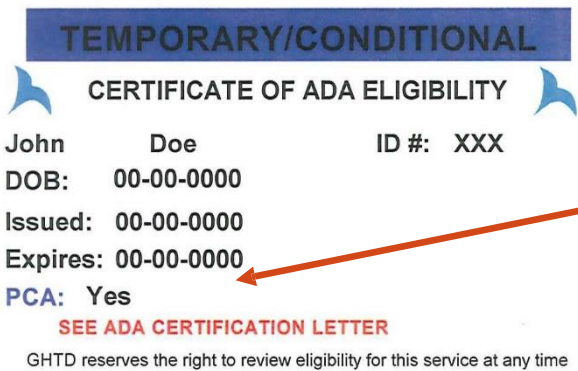 TEMPORARY/CONDITIONAL
CERTIFICATE OF ADA ELIGIBILITY
John Doe ID #: XXX
DOB: 00-00-0000
Issued: 00-00-0000
Expires: 00-00-0000
PCA: Yes
SEE ADA CERTIFICATION LETTER
GHTD reserves the right to review eligibility for this service at any time